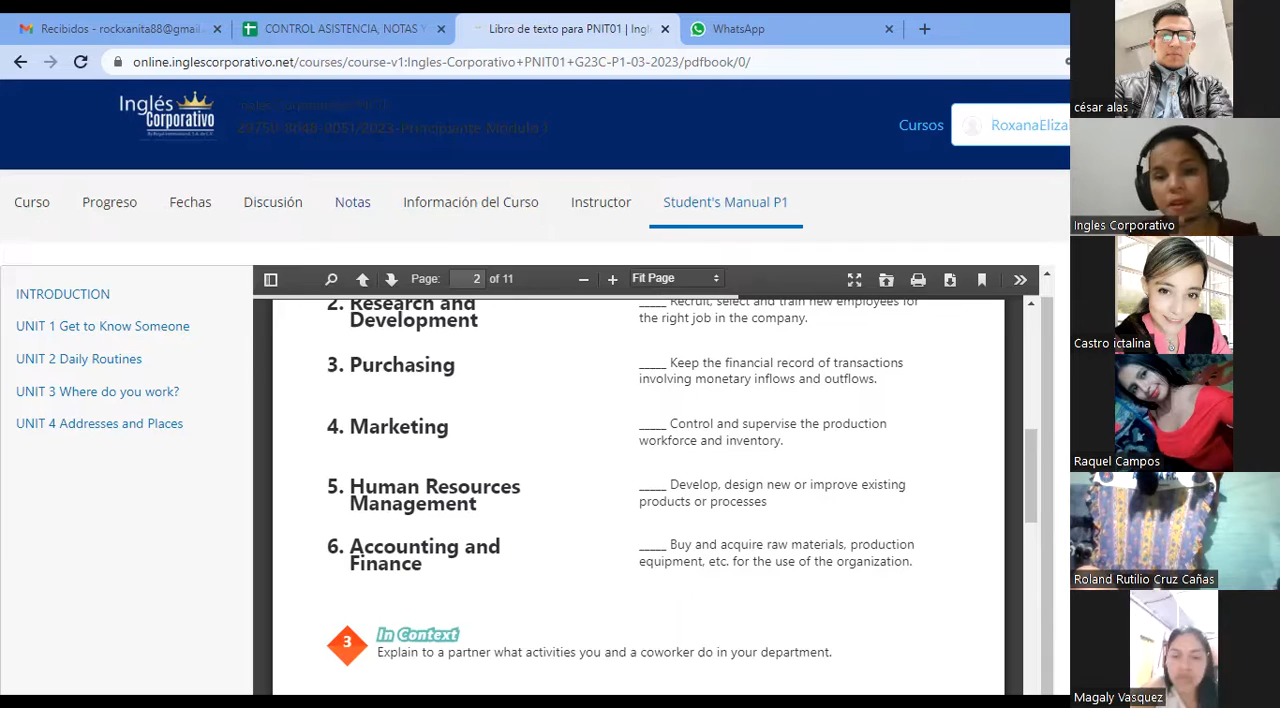 Recibidos - rockxanita88@gmail.
CONTROL ASISTENCIA, NOTAS Y
Libro de texto para PNIT01 | Ingl
WhatsApp
online.inglescorporativo.net/courses/course-v1:Ingles-Corporativo+PNIT01+G23C-P1-03-2023/pdfbook/0/
Inglés
Corporativo
Cursos
RoxanaEliza
Curso
Progreso
Fechas
Discusión
Notas
Información del Curso
Instructor
Student's Manual P1
INTRODUCTION
UNIT 1 Get to Know Someone
UNIT 2 Daily Routines
UNIT 3 Where do you work?
UNIT 4 Addresses and Places
Page: 2 of 11
Fit Page
2. Research and
Development
_____ Recruit, select and train new employees for
the right job in the company.
3. Purchasing
_____ Keep the financial record of transactions
involving monetary inflows and outflows.
4. Marketing
_____ Control and supervise the production
workforce and inventory.
5. Human Resources
Management
_____ Develop, design new or improve existing
products or processes
6. Accounting and
Finance
_____ Buy and acquire raw materials, production
equipment, etc. for the use of the organization.
3
In Context
Explain to a partner what activities you and a coworker do in your department.
césar alas
Ingles Corporativo
Castro ictalina
Raquel Campos
Roland Rutilio Cruz Cañas
Magaly Vasquez